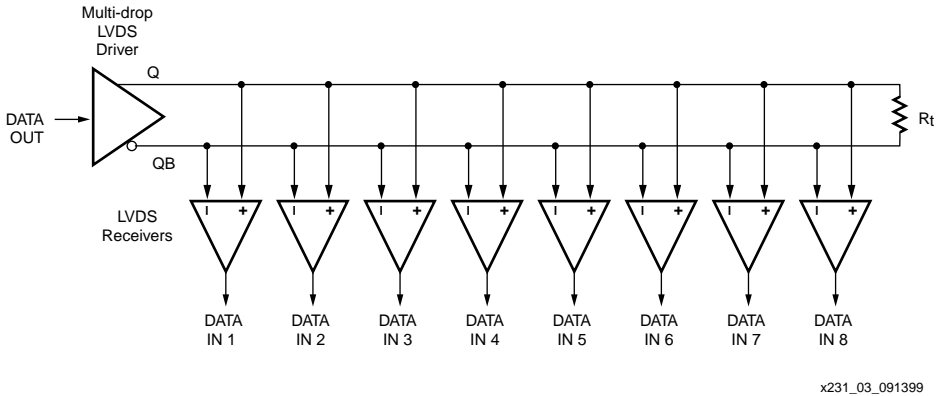 Multi-drop
LVDS
Driver
Q
DATA
OUT
Rt
QB
LVDS
Receivers
– +
– +
– +
– +
– +
– +
– +
– +
DATA
IN 1
DATA
IN 2
DATA
IN 3
DATA
IN 4
DATA
IN 5
DATA
IN 6
DATA
IN 7
DATA
IN 8
x231_03_091399